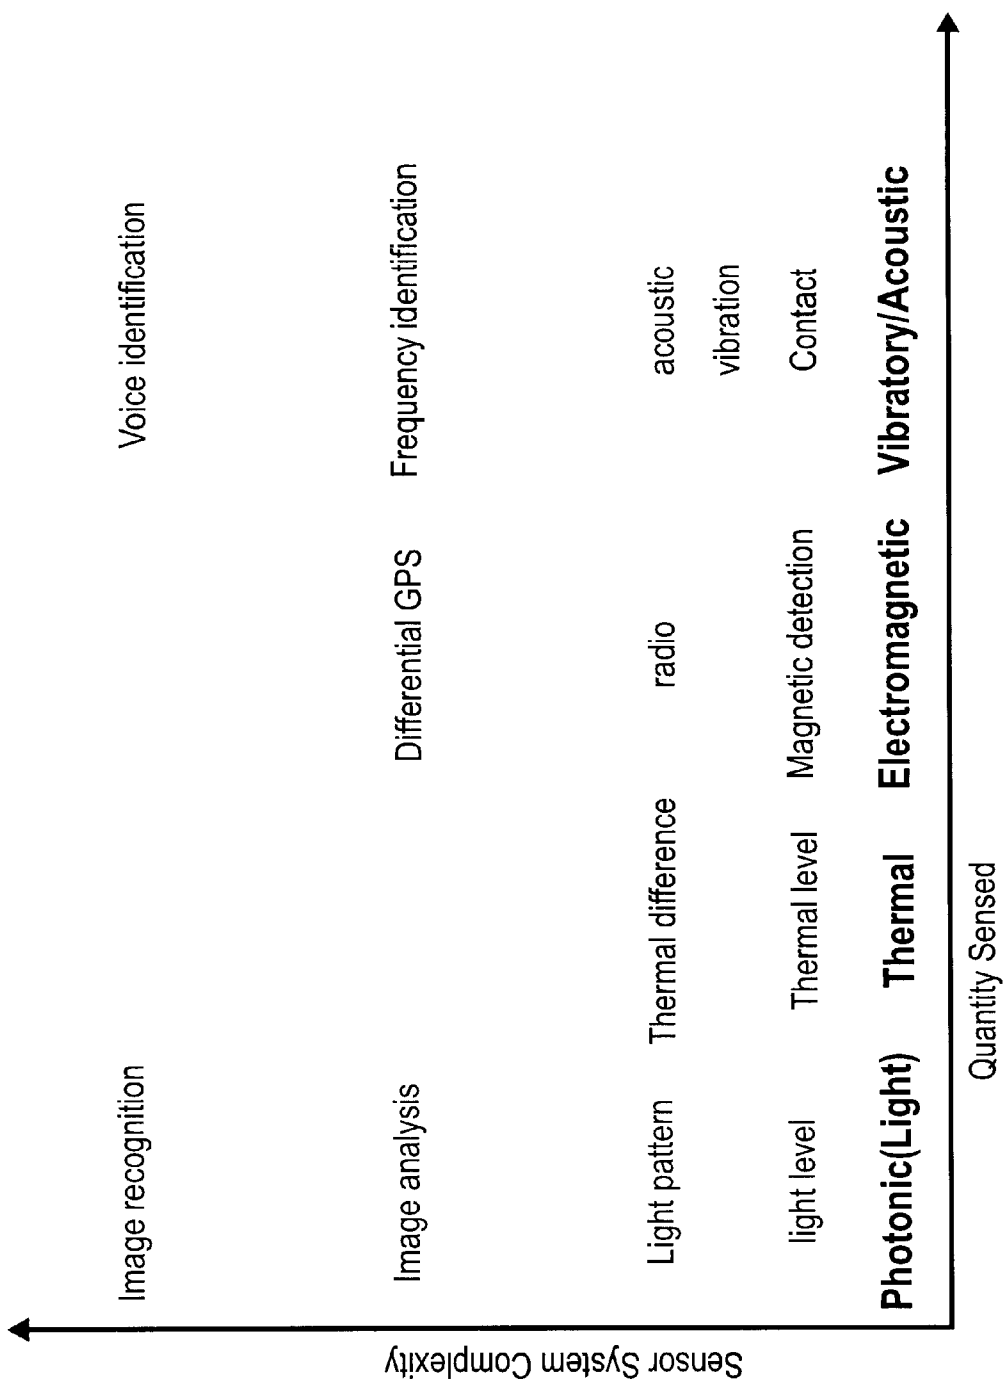 Image recognition
Voice identification
Image analysis
Differential GPS
Frequency identification
Light pattern
Thermal difference
radio
acoustic
vibration
light level
Thermal level
Magnetic detection
Contact
Photonic(Light)
Thermal
Electromagnetic
Vibratory/Acoustic
Quantity Sensed
Sensor System Complexity